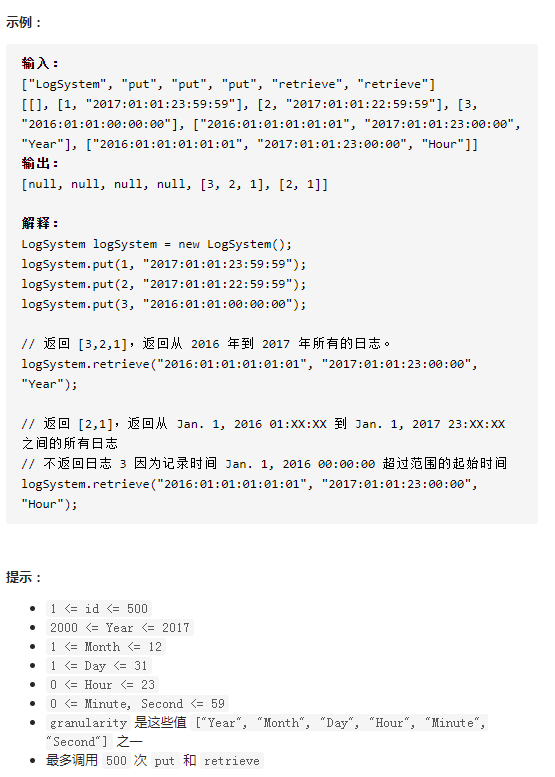 示例：
输入：
["LogSystem", "put", "put", "put", "retrieve", "retrieve"]
[[], [1, "2017:01:01:23:59:59"], [2, "2017:01:01:22:59:59"], [3,
"2016:01:01:00:00:00"], ["2016:01:01:01:01:01", "2017:01:01:23:00:00",
"Year"], ["2016:01:01:01:01:01", "2017:01:01:23:00:00", "Hour"]]
输出：
[null, null, null, null, [3, 2, 1], [2, 1]]
解释：
LogSystem logSystem = new LogSystem();
logSystem.put(1, "2017:01:01:23:59:59");
logSystem.put(2, "2017:01:01:22:59:59");
logSystem.put(3, "2016:01:01:00:00:00");
// 返回 [3,2,1]，返回从 2016 年到 2017 年所有的日志。
logSystem.retrieve("2016:01:01:01:01:01", "2017:01:01:23:00:00",
"Year");
// 返回 [2,1]，返回从 Jan. 1, 2016 01:XX:XX 到 Jan. 1, 2017 23:XX:XX
之间的所有日志
// 不返回日志 3 因为记录时间 Jan. 1, 2016 00:00:00 超过范围的起始时间
logSystem.retrieve("2016:01:01:01:01:01", "2017:01:01:23:00:00",
"Hour");
提示：
• 1 <= id <= 500
• 2000 <= Year <= 2017
• 1 <= Month <= 12
• 1 <= Day <= 31
• 0 <= Hour <= 23
• 0 <= Minute, Second <= 59
• granularity 是这些值 ["Year", "Month", "Day", "Hour", "Minute",
"Second"] 之一
• 最多调用 500 次 put 和 retrieve